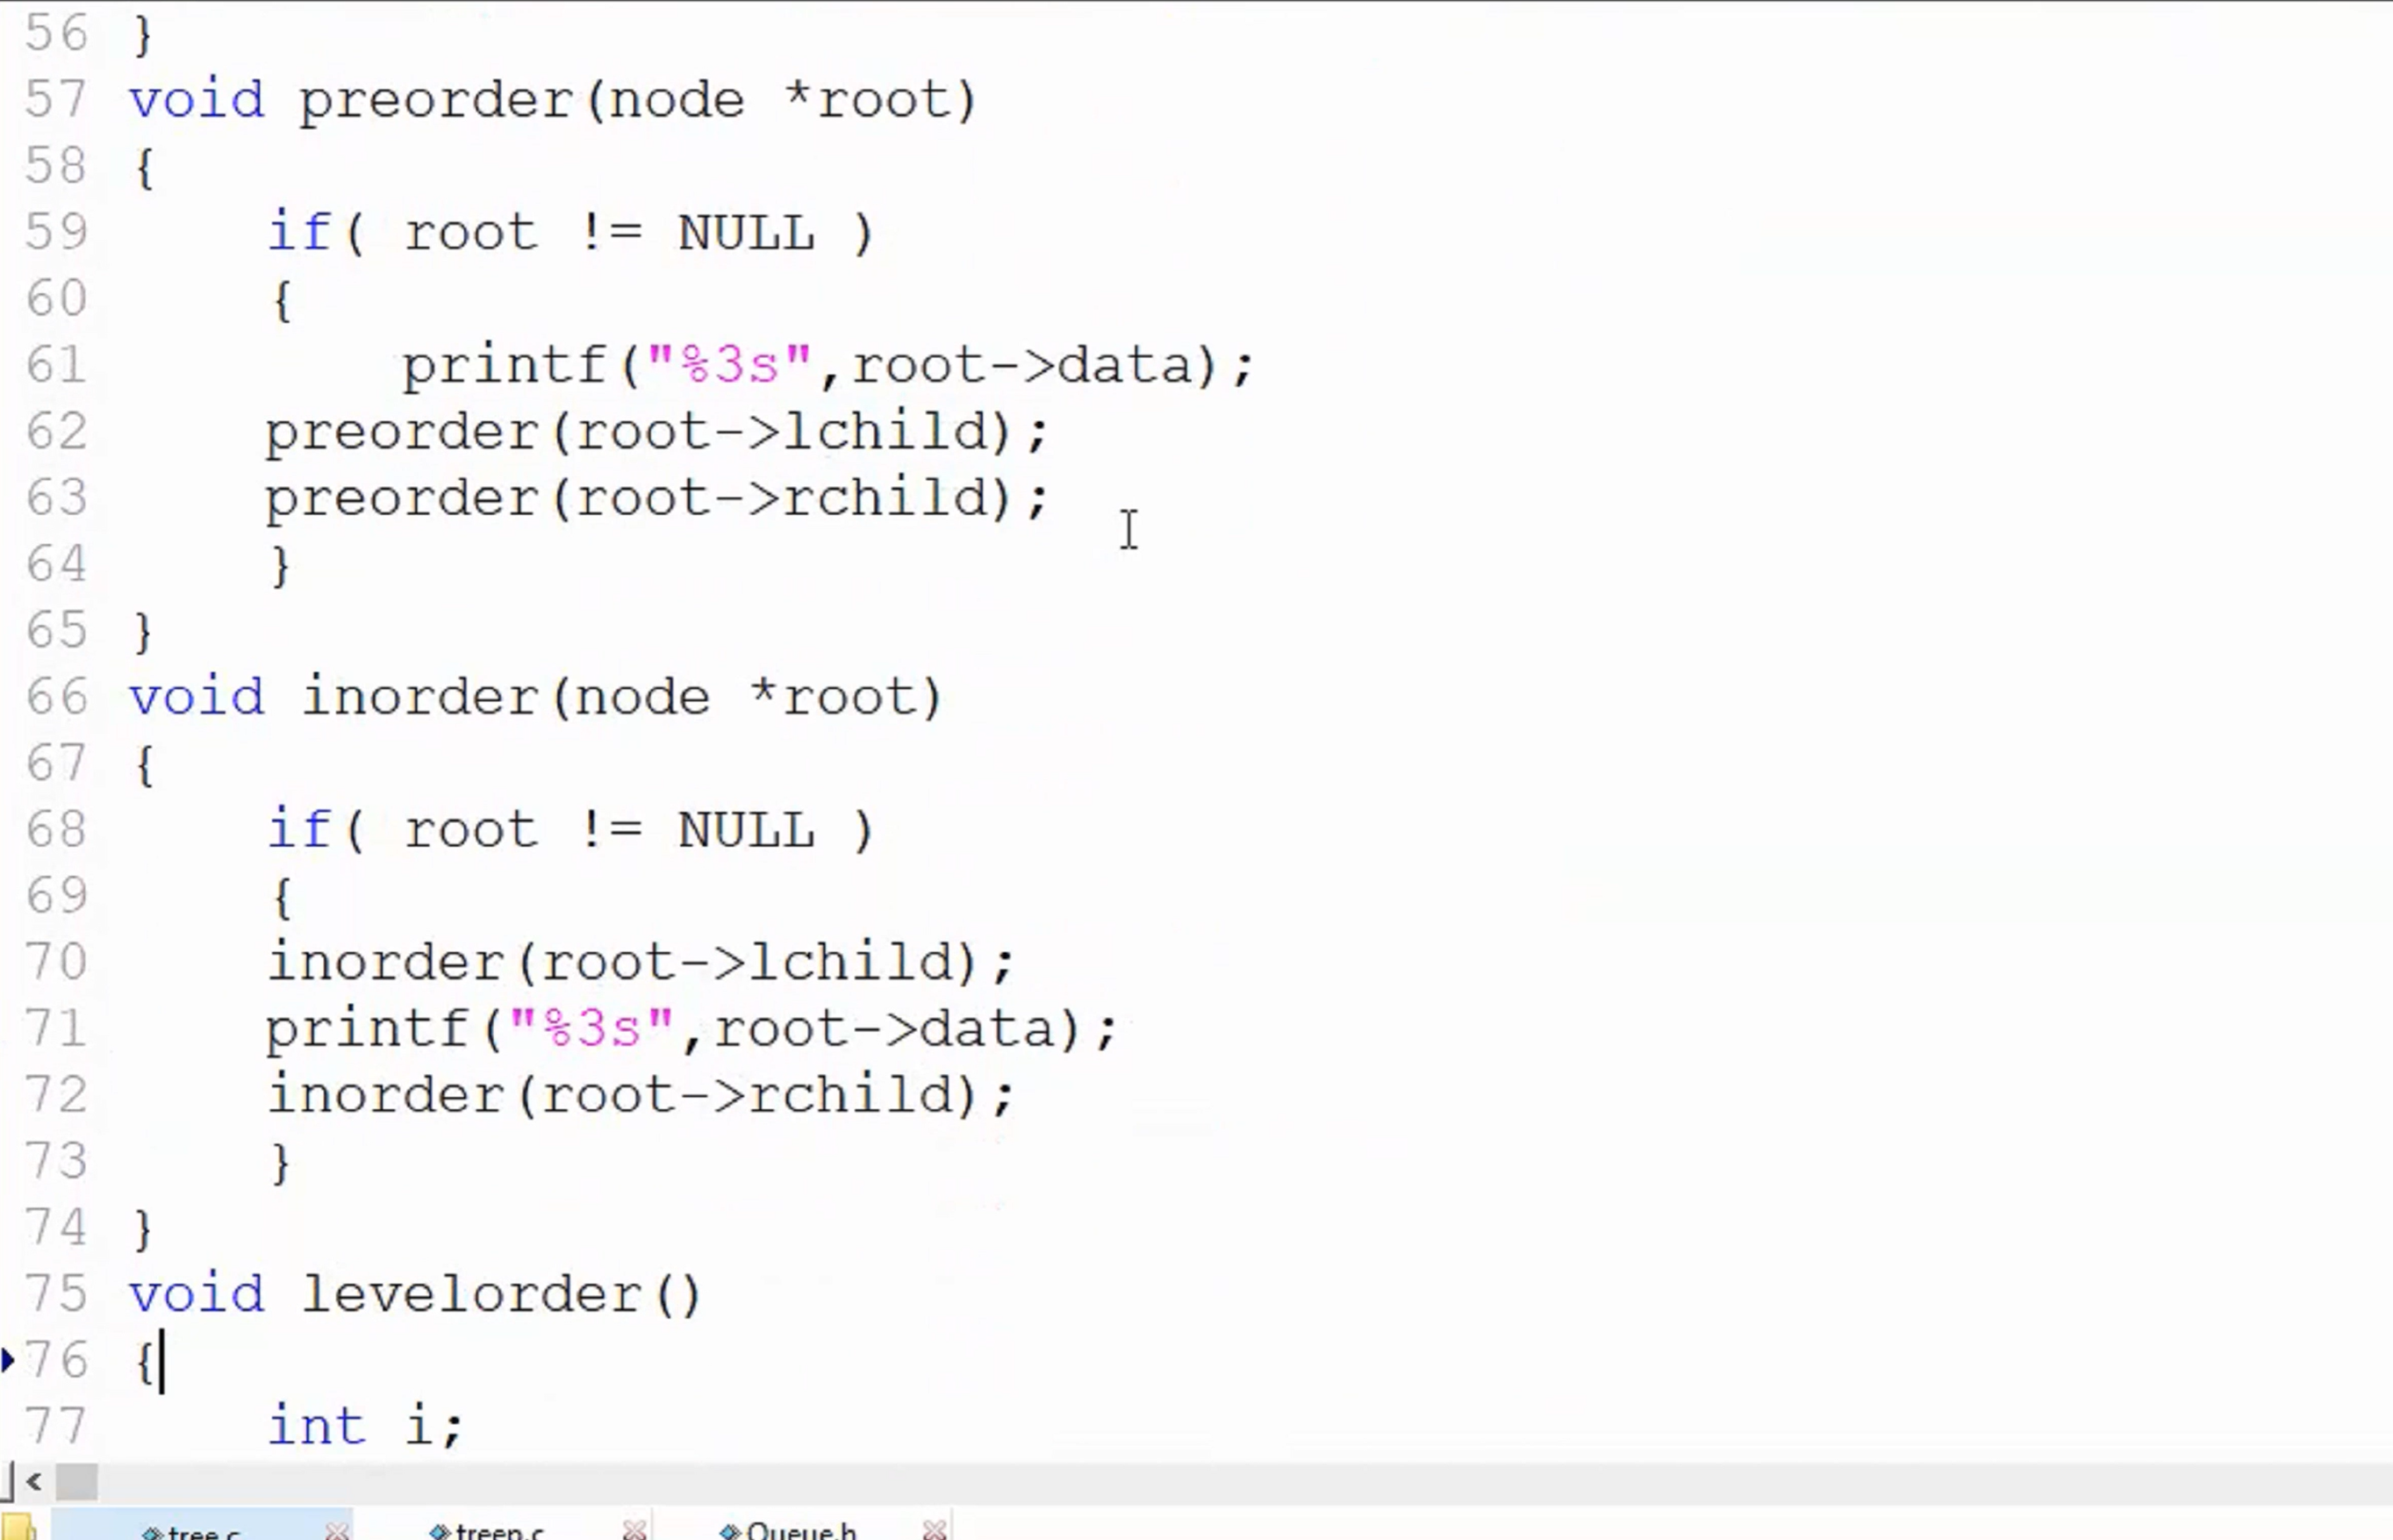 56 }
57 void preorder(node *root)
58 {
59     if( root != NULL )
60     {
61         printf("%3s",root->data);
62     preorder(root->lchild);
63     preorder(root->rchild);
64     }
65 }
66 void inorder(node *root)
67 {
68     if( root != NULL )
69     {
70     inorder(root->lchild);
71     printf("%3s",root->data);
72     inorder(root->rchild);
73     }
74 }
75 void levelorder()
76 {
77     int i;
tree.c treep.c Queue.h